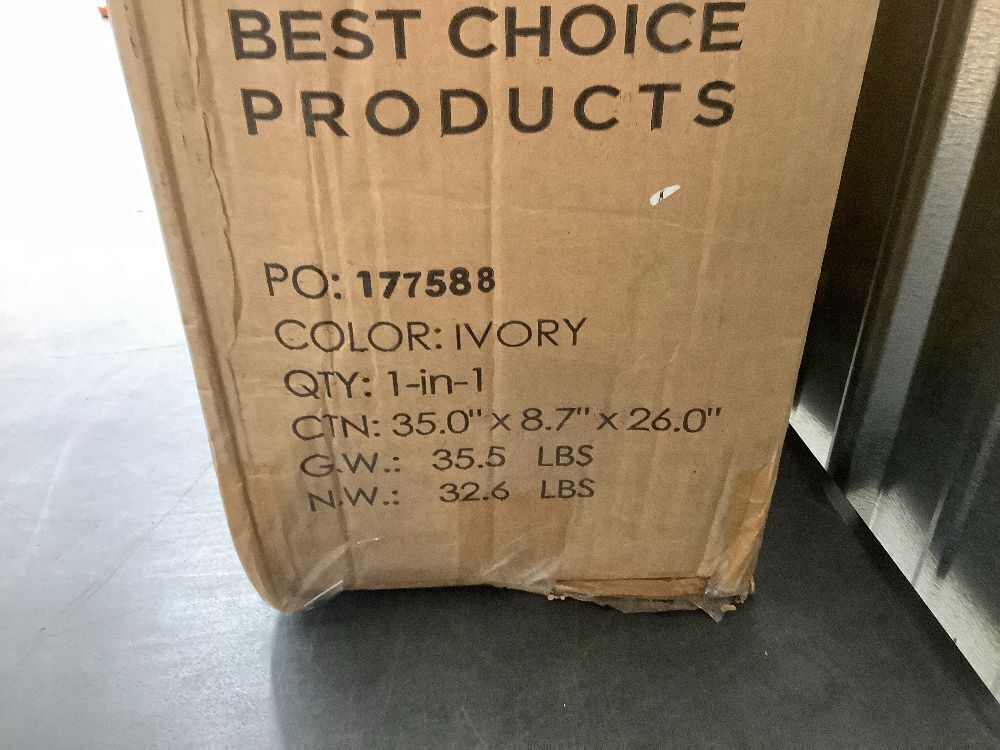 BEST CHOICE
PRODUCTS
PO: 177588
COLOR: IVORY
QTY: 1-in-1
CTN: 35.0" x 8.7" x 26.0"
G.W.: 35.5 LBS
N.W.: 32.6 LBS